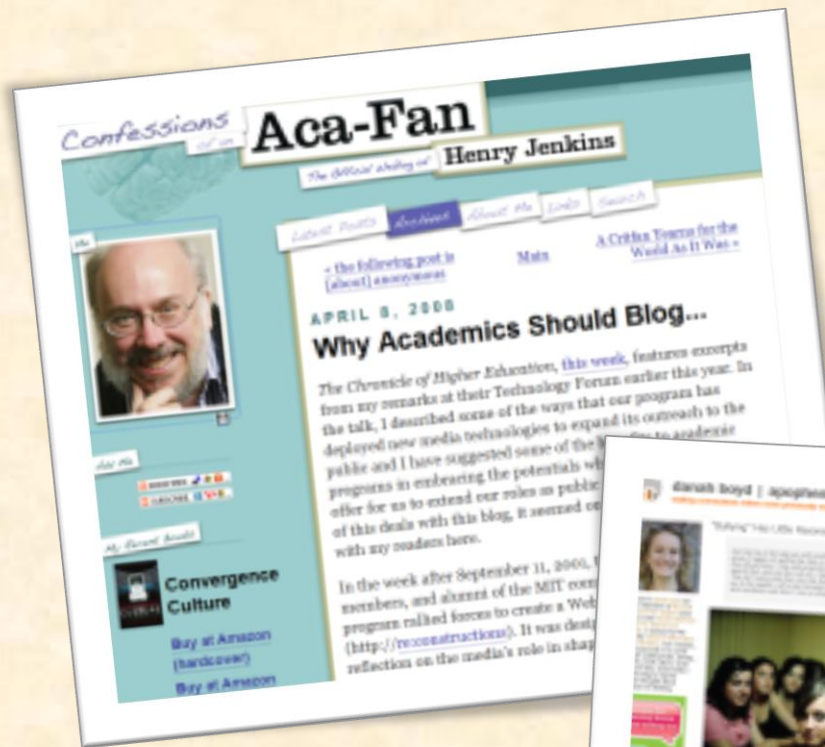 Confessions
of an
Aca-Fan
The Official Weblog of
Henry Jenkins
Latest Posts Archives About Me Links Search
« the following post is
(about) anonymous
Main
A Critfan Yearns for the
World As It Was »
Me
APRIL 8, 2008
Why Academics Should Blog...
The Chronicle of Higher Education, this week, features excerpts
from my remarks at their Technology Forum earlier this year. In
the talk, I described some of the ways that our program has
deployed new media technologies to expand its outreach to the
public and I have suggested some of the to academic
programs in embracing the potentials
offer for us to extend our roles as public
of this deals with this blog, it seemed
with my readers here.
In the week after September 11,
members, and alumni of the MIT
program rallied forces to create a Web
(http://re:constructions). It was
reflection on the media's role in
My Recent Books
Convergence
Culture
Buy at Amazon
(hardcover)
Buy at Amazon
danah boyd |
"Bullying" Has Little